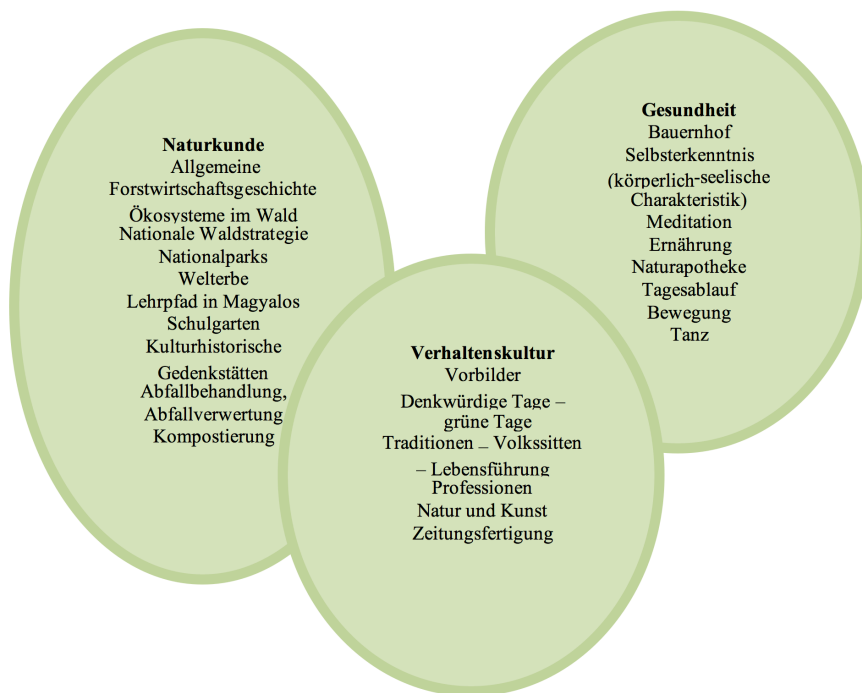 Naturkunde
Allgemeine
Forstwirtschaftsgeschichte
Ökosysteme im Wald
Nationale Waldstrategie
Nationalparks
Welterbe
Lehrpfad in Magyalos
Schulgarten
Kulturhistorische
Gedenkstätten
Abfallbehandlung,
Abfallverwertung
Kompostierung
Gesundheit
Bauernhof
Selbsterkenntnis
(körperlich-seelische
Charakteristik)
Meditation
Ernährung
Naturapotheke
Tagesablauf
Bewegung
Tanz
Verhaltenskultur
Vorbilder
Denkwürdige Tage –
grüne Tage
Traditionen – Volkssitten
– Lebensführung
Professionen
Natur und Kunst
Zeitungsfertigung